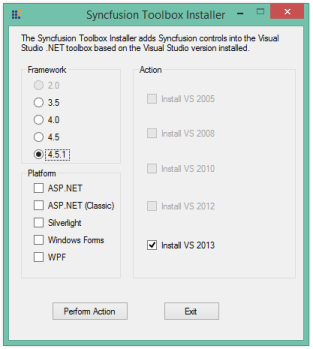 Syncfusion Toolbox Installer
The Syncfusion Toolbox Installer adds Syncfusion controls into the Visual
Studio .NET toolbox based on the Visual Studio version installed.
Framework
2.0
3.5
4.0
4.5
4.5.1
Platform
ASP.NET
ASP.NET (Classic)
Silverlight
Windows Forms
WPF
Action
Install VS 2005
Install VS 2008
Install VS 2010
Install VS 2012
Install VS 2013
Perform Action
Exit